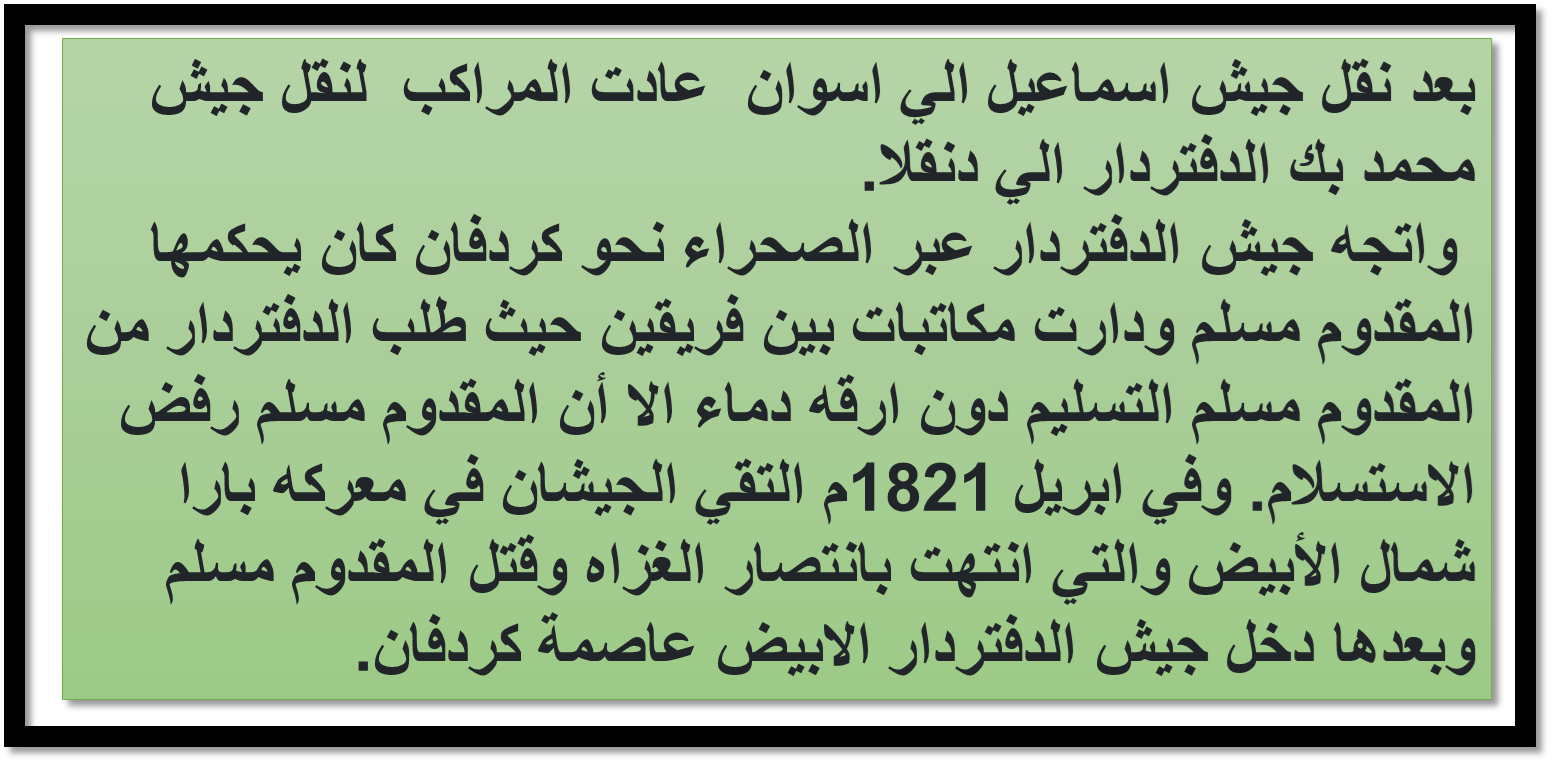 بعد نقل جيش اسماعيل الي اسوان  عادت المراكب  لنقل جيش
محمد بك الدفتردار الي دنقلا.
واتجه جيش الدفتردار عبر الصحراء نحو كردفان كان يحكمها
المقدوم مسلم ودارت مكاتبات بين فريقين حيث طلب الدفتردار من
المقدوم مسلم التسليم دون ارقه دماء الا أن المقدوم مسلم رفض
الاستسلام. وفي ابريل 1821م التقي الجيشان في معركه بارا
شمال الأبيض والتي انتهت بانتصار الغزاه وقتل المقدوم مسلم
وبعدها دخل جيش الدفتردار الابيض عاصمة كردفان.